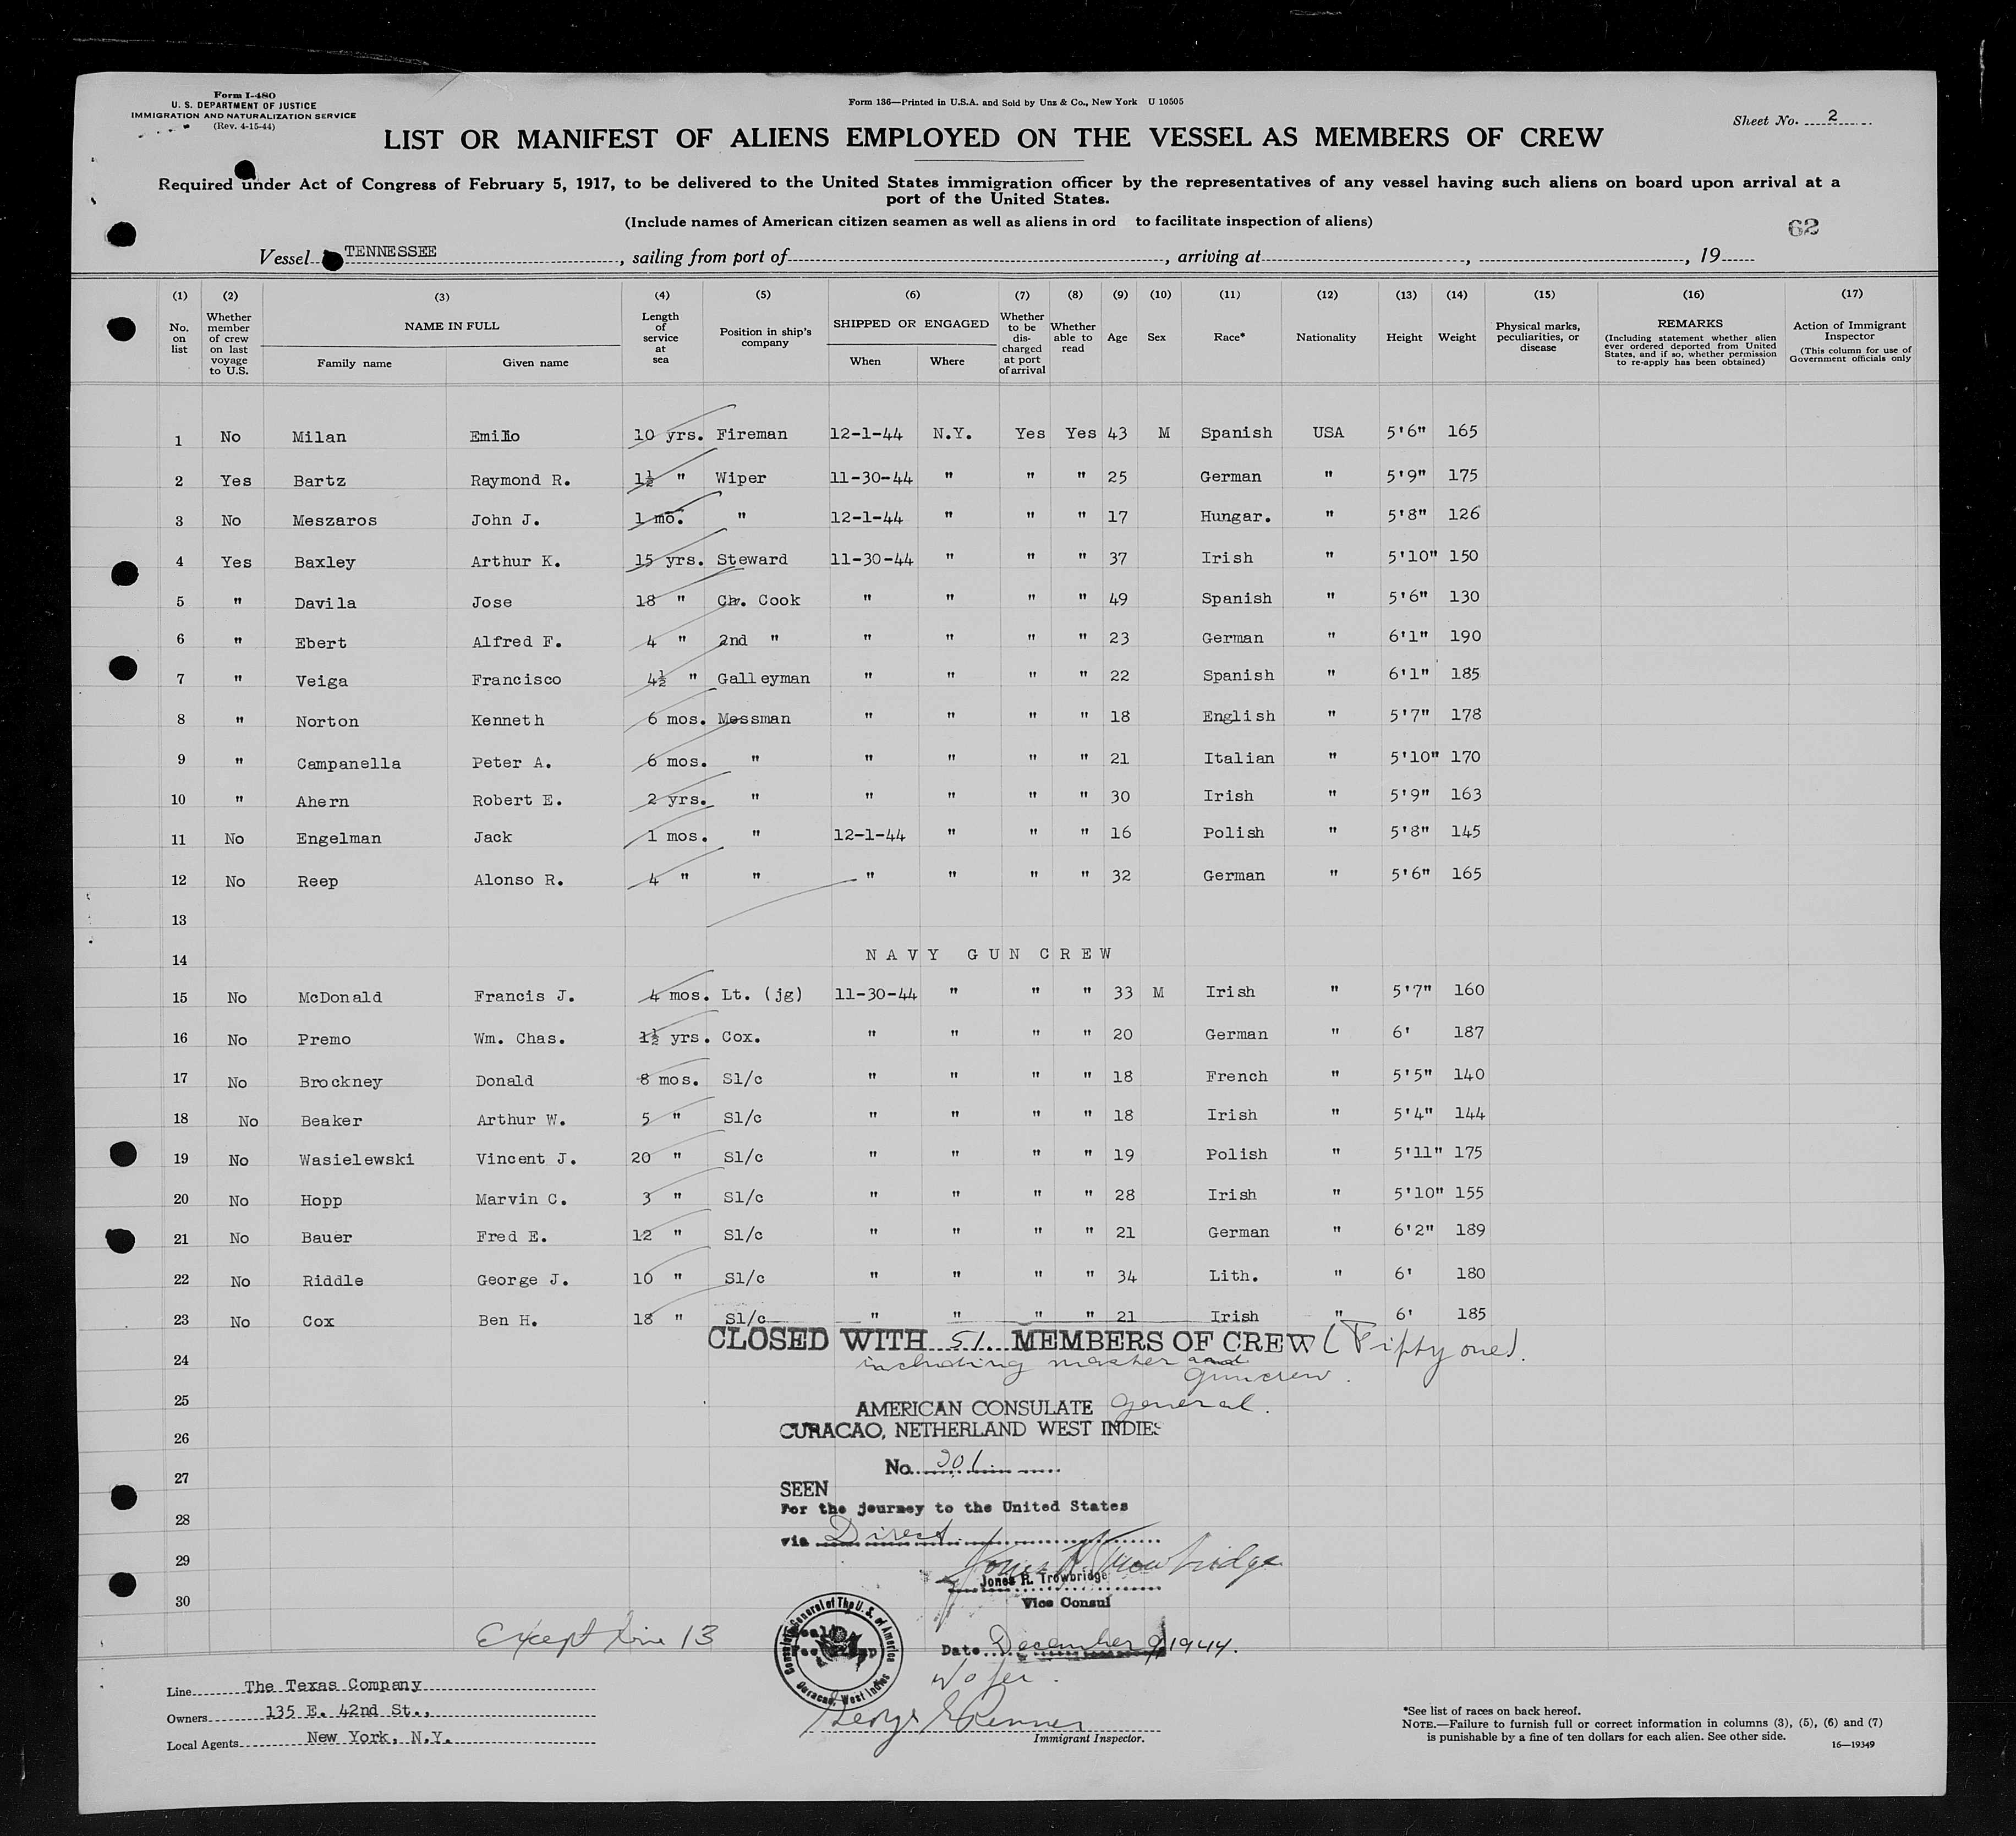 Form I-480
U. S. DEPARTMENT OF JUSTICE
IMMIGRATION AND NATURALIZATION SERVICE
(Rev. 4-15-44)
Form 136—Printed in U.S.A. and Sold by Unz & Co., New York U 10505
Sheet No. 2
LIST OR MANIFEST OF ALIENS EMPLOYED ON THE VESSEL AS MEMBERS OF CREW
Required under Act of Congress of February 5, 1917, to be delivered to the United States immigration officer by the representatives of any vessel having such aliens on board upon arrival at a
port of the United States.
(Include names of American citizen seamen as well as aliens in ord to facilitate inspection of aliens)
62
Vessel TENNESSEE, sailing from port of, arriving at, , 19
(1) (2) (3) (4) (5) (6) (7) (8) (9) (10) (11) (12) (13) (14) (15) (16) (17)
No. on list
Whether member of crew on last voyage to U.S.
NAME IN FULL
Family name Given name
Length of service at sea
Position in ship's company
SHIPPED OR ENGAGED
When Where
Whether to be discharged at port of arrival
Whether able to read
Age
Sex
Race*
Nationality
Height
Weight
Physical marks, peculiarities, or disease
REMARKS
(Including statement whether alien ever ordered deported from United States, and if so, whether permission to re-apply has been obtained)
Action of Immigrant Inspector
(This column for use of Government officials only
1 No Milan Emilio 10 yrs. Fireman 12-1-44 N.Y. Yes Yes 43 M Spanish USA 5'6" 165
2 Yes Bartz Raymond R. 1½ " Wiper 11-30-44 " " " 25 German " 5'9" 175
3 No Meszaros John J. 1 mo. " 12-1-44 " " " 17 Hungar. " 5'8" 126
4 Yes Baxley Arthur K. 15 yrs. Steward 11-30-44 " " " 37 Irish " 5'10" 150
5 " Davila Jose 18 " Ch. Cook " " " " 49 Spanish " 5'6" 130
6 " Ebert Alfred F. 4 " 2nd " " " " " 23 German " 6'1" 190
7 " Veiga Francisco 4½ " Galleyman " " " " 22 Spanish " 6'1" 185
8 " Norton Kenneth 6 mos. Messman " " " " 18 English " 5'7" 178
9 " Campanella Peter A. 6 mos. " " " " " 21 Italian " 5'10" 170
10 " Ahern Robert E. 2 yrs. " " " " " 30 Irish " 5'9" 163
11 No Engelman Jack 1 mos. " 12-1-44 " " " 16 Polish " 5'8" 145
12 No Reep Alonso R. 4 " " " " " " 32 German " 5'6" 165
13
14 NAVY GUN CREW
15 No McDonald Francis J. 4 mos. Lt. (jg) 11-30-44 " " " 33 M Irish " 5'7" 160
16 No Premo Wm. Chas. 1½ yrs. Cox. " " " " 20 German " 6' 187
17 No Brockney Donald 8 mos. S1/c " " " " 18 French " 5'5" 140
18 No Beaker Arthur W. 5 " S1/c " " " " 18 Irish " 5'4" 144
19 No Wasielewski Vincent J. 20 " S1/c " " " " 19 Polish " 5'11" 175
20 No Hopp Marvin C. 3 " S1/c " " " " 28 Irish " 5'10" 155
21 No Bauer Fred E. 12 " S1/c " " " " 21 German " 6'2" 189
22 No Riddle George J. 10 " S1/c " " " " 34 Lith. " 6' 180
23 No Cox Ben H. 18 " S1/c " " " " 21 Irish " 6' 185
CLOSED WITH 51 MEMBERS OF CREW (Fifty one).
24 including master and
guncrew.
25 AMERICAN CONSULATE General.
26 CURACAO, NETHERLAND WEST INDIES
No. 301
27
SEEN
For the journey to the United States
28
via Direct
29
Jones R. Trowbridge
Jones R. Trowbridge
30 Vice Consul
Except line 13
Date December 9, 1944.
Consulate General of The U. S. of America
Curacao, West Indies
No fee.
Line The Texas Company
Owners 135 E. 42nd St.,
Local Agents New York, N.Y.
Immigrant Inspector.
*See list of races on back hereof.
NOTE.—Failure to furnish full or correct information in columns (3), (5), (6) and (7)
is punishable by a fine of ten dollars for each alien. See other side.
16—19349